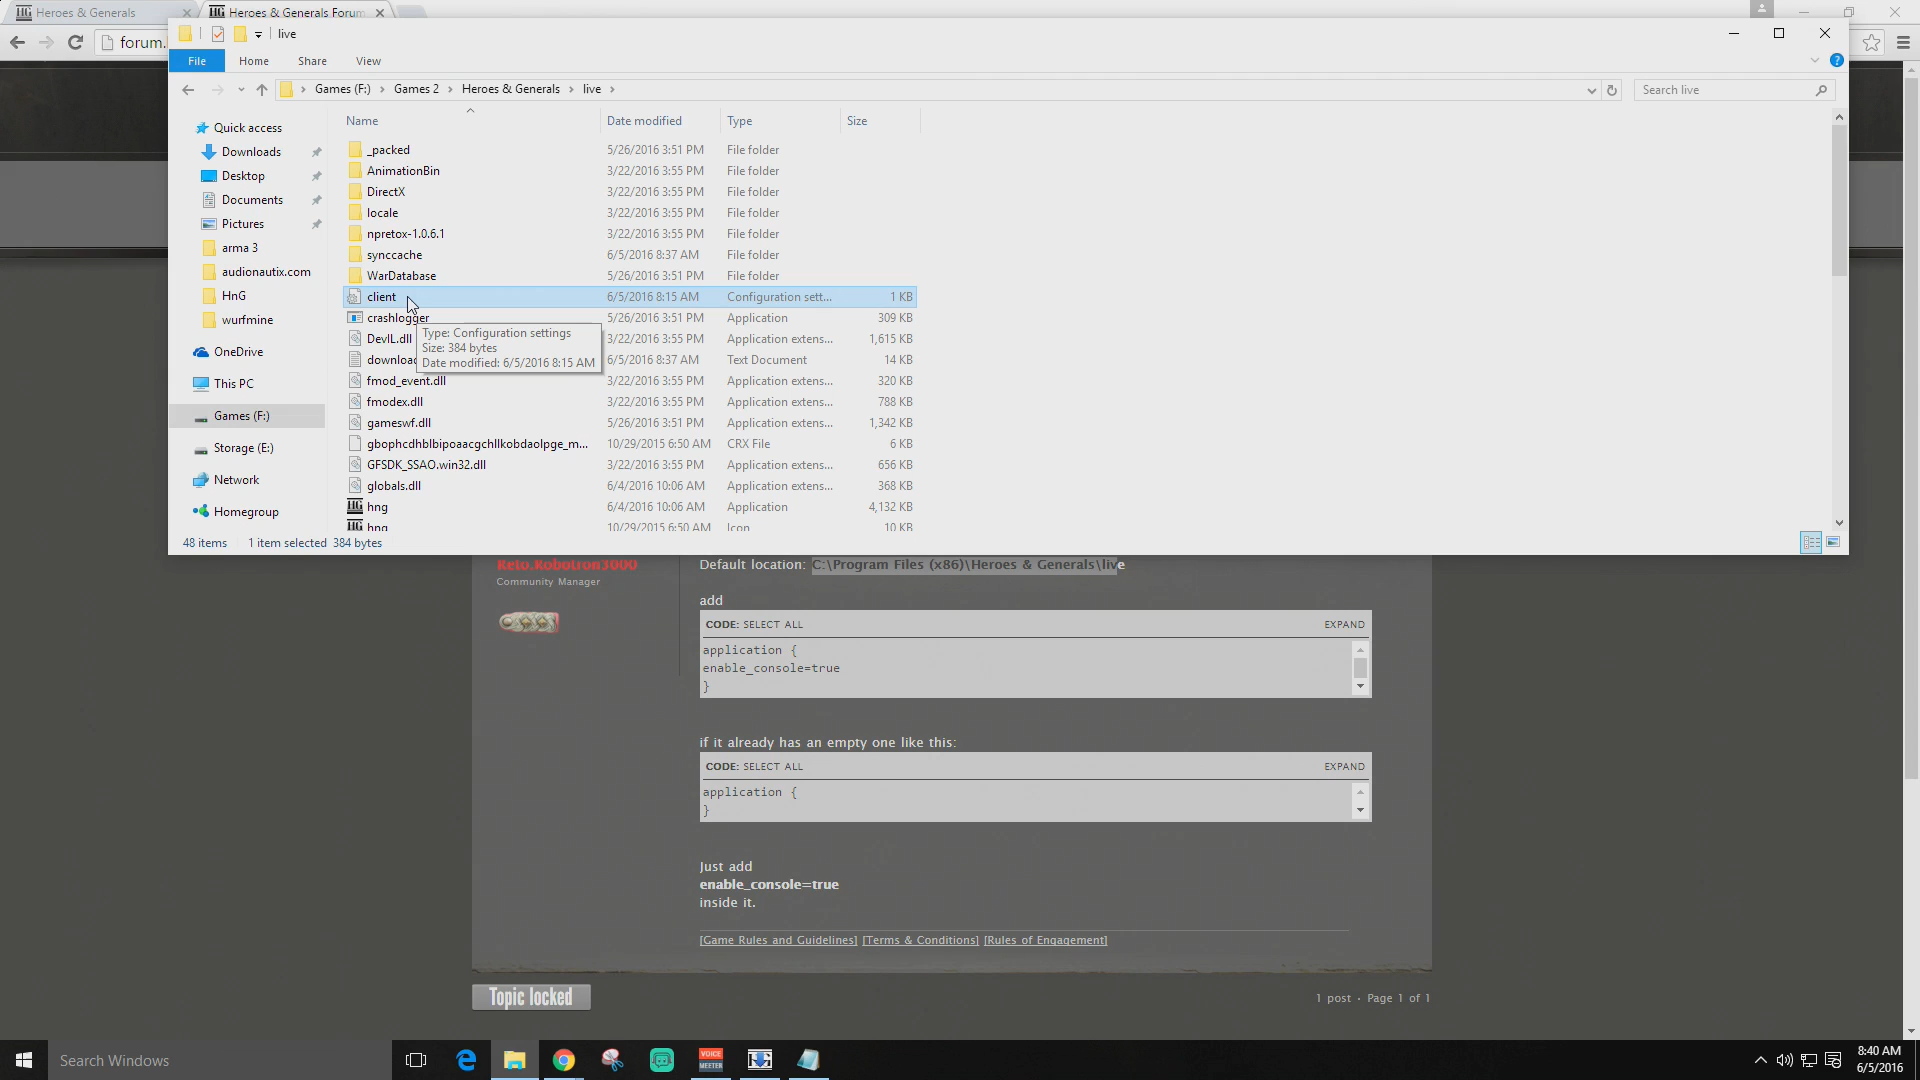 Heroes & Generals
Heroes & Generals Forum
forum.
live
File
Home
Share
View
Games (F:) > Games 2 > Heroes & Generals > live >
Search live
Quick access
Downloads
Desktop
Documents
Pictures
arma 3
audionautix.com
HnG
wurfmine
OneDrive
This PC
Games (F:)
Storage (E:)
Network
Homegroup
Name Date modified Type Size
_packed 5/26/2016 3:51 PM File folder
AnimationBin 3/22/2016 3:55 PM File folder
DirectX 3/22/2016 3:55 PM File folder
locale 3/22/2016 3:55 PM File folder
npretox-1.0.6.1 3/22/2016 3:55 PM File folder
synccache 6/5/2016 8:37 AM File folder
WarDatabase 5/26/2016 3:51 PM File folder
client 6/5/2016 8:15 AM Configuration sett... 1 KB
crashlogger 5/26/2016 3:51 PM Application 309 KB
DevIL.dll 3/22/2016 3:55 PM Application extens... 1,615 KB
downloa 6/5/2016 8:37 AM Text Document 14 KB
fmod_event.dll 3/22/2016 3:55 PM Application extens... 320 KB
fmodex.dll 3/22/2016 3:55 PM Application extens... 788 KB
gameswf.dll 5/26/2016 3:51 PM Application extens... 1,342 KB
gbophcdhblbipoaacgchllkobdaolpge_m... 10/29/2015 6:50 AM CRX File 6 KB
GFSDK_SSAO.win32.dll 3/22/2016 3:55 PM Application extens... 656 KB
globals.dll 6/4/2016 10:06 AM Application extens... 368 KB
hng 6/4/2016 10:06 AM Application 4,132 KB
hng 10/29/2015 6:50 AM Icon 10 KB
Type: Configuration settings
Size: 384 bytes
Date modified: 6/5/2016 8:15 AM
48 items 1 item selected 384 bytes
Reto.Robotron3000
Community Manager
Default location: C:\Program Files (x86)\Heroes & Generals\live
add
CODE: SELECT ALL EXPAND
application {
enable_console=true
}
if it already has an empty one like this:
CODE: SELECT ALL EXPAND
application {
}
Just add
enable_console=true
inside it.
[Game Rules and Guidelines] [Terms & Conditions] [Rules of Engagement]
Topic locked
1 post • Page 1 of 1
Search Windows
VOICE
MEETER
8:40 AM
6/5/2016